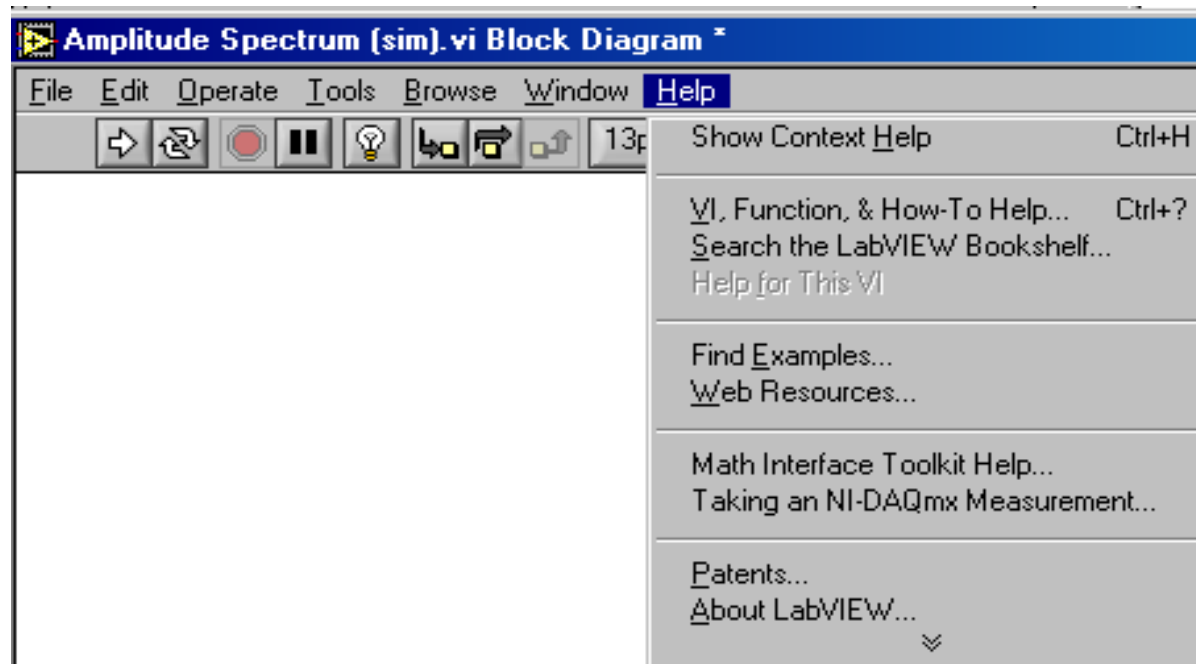 Amplitude Spectrum (sim).vi Block Diagram *
File Edit Operate Tools Browse Window Help
13p
Show Context Help Ctrl+H
VI, Function, & How-To Help... Ctrl+?
Search the LabVIEW Bookshelf...
Help for This VI
Find Examples...
Web Resources...
Math Interface Toolkit Help...
Taking an NI-DAQmx Measurement...
Patents...
About LabVIEW...